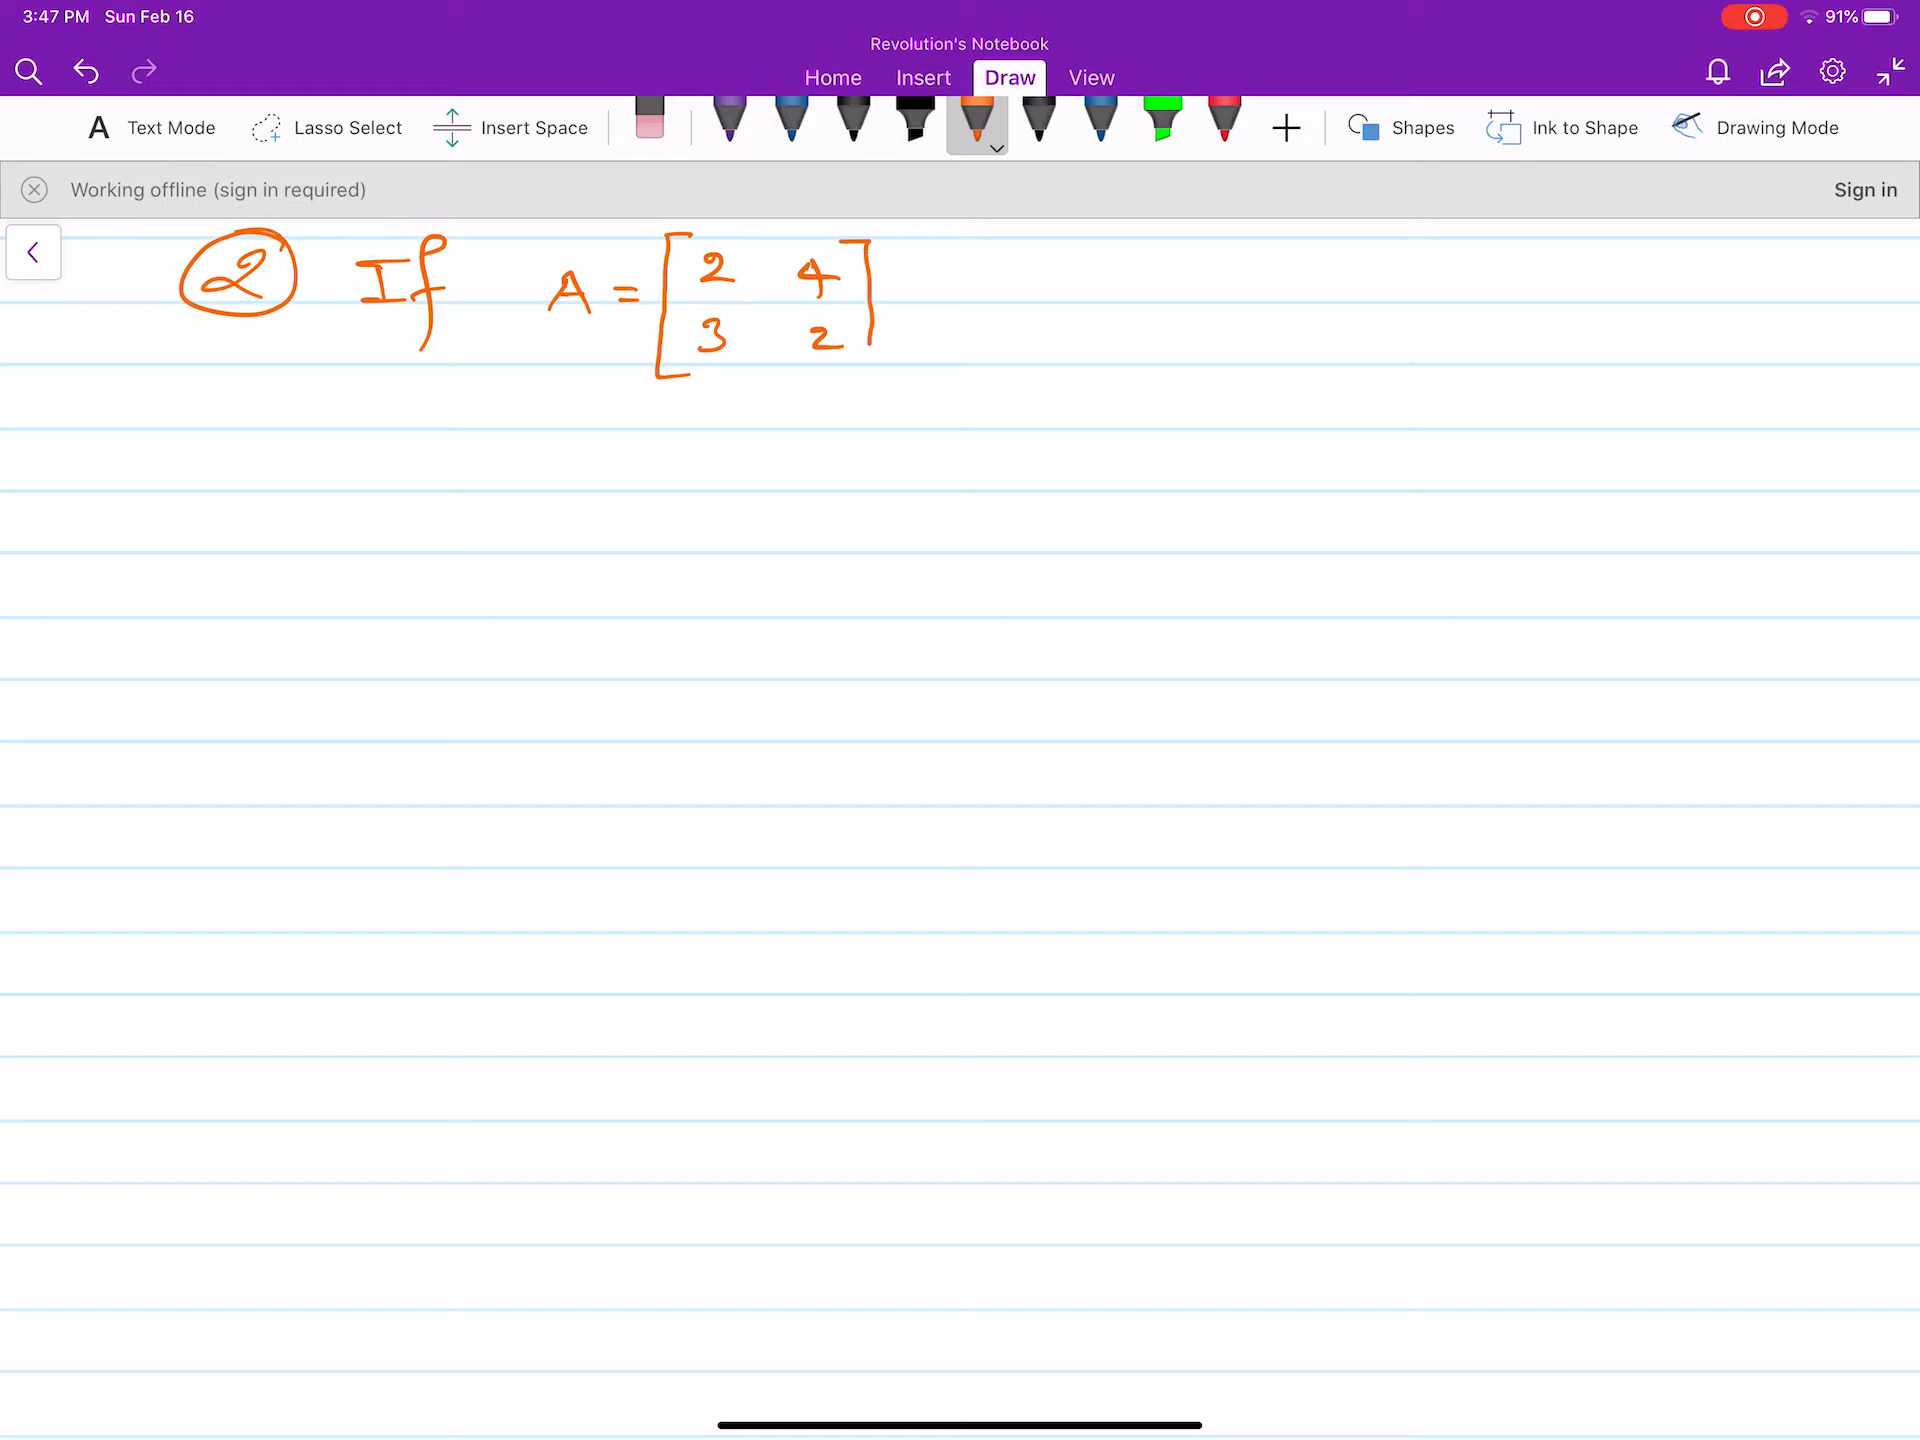 3:47 PM Sun Feb 16 91%
Revolution's Notebook
Home Insert Draw View
A Text Mode Lasso Select Insert Space Shapes Ink to Shape Drawing Mode
Working offline (sign in required) Sign in
② If A = [ 2 4
3 2 ]